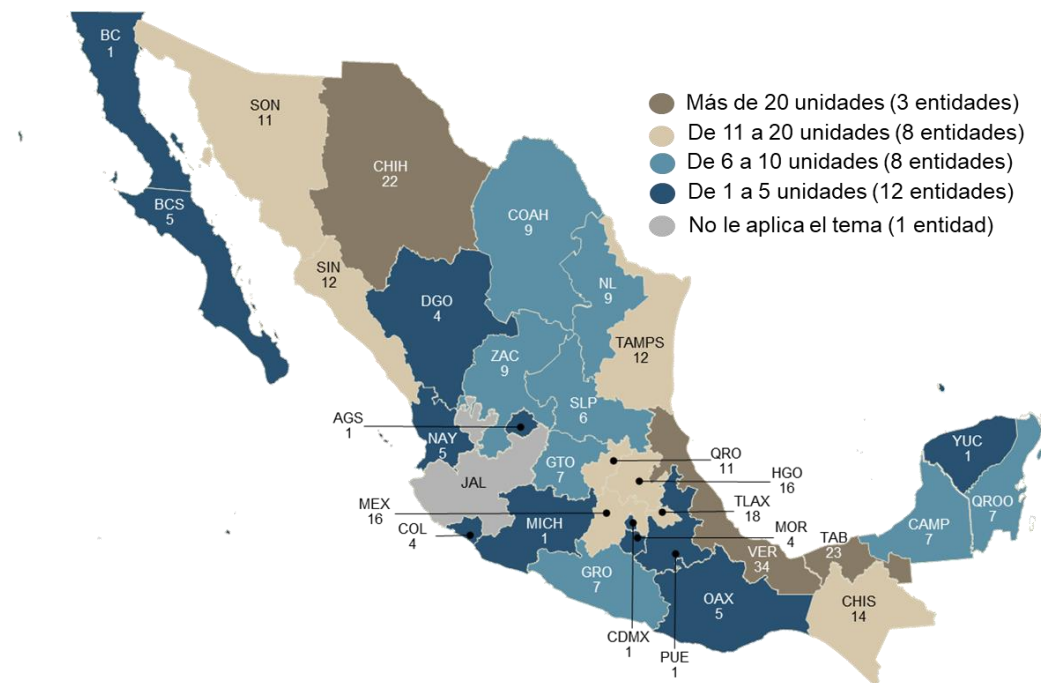 BC
1
SON
11
CHIH
22
Más de 20 unidades (3 entidades)
De 11 a 20 unidades (8 entidades)
De 6 a 10 unidades (8 entidades)
De 1 a 5 unidades (12 entidades)
No le aplica el tema (1 entidad)
BCS
5
COAH
9
SIN
12
NL
9
DGO
4
TAMPS
12
ZAC
9
SLP
6
AGS
1
NAY
5
GTO
7
QRO
11
HGO
16
YUC
1
JAL
MEX
16
TLAX
18
QROO
7
COL
4
MICH
1
MOR
4
TAB
23
CAMP
7
VER
34
GRO
7
OAX
5
CHIS
14
CDMX
1
PUE
1